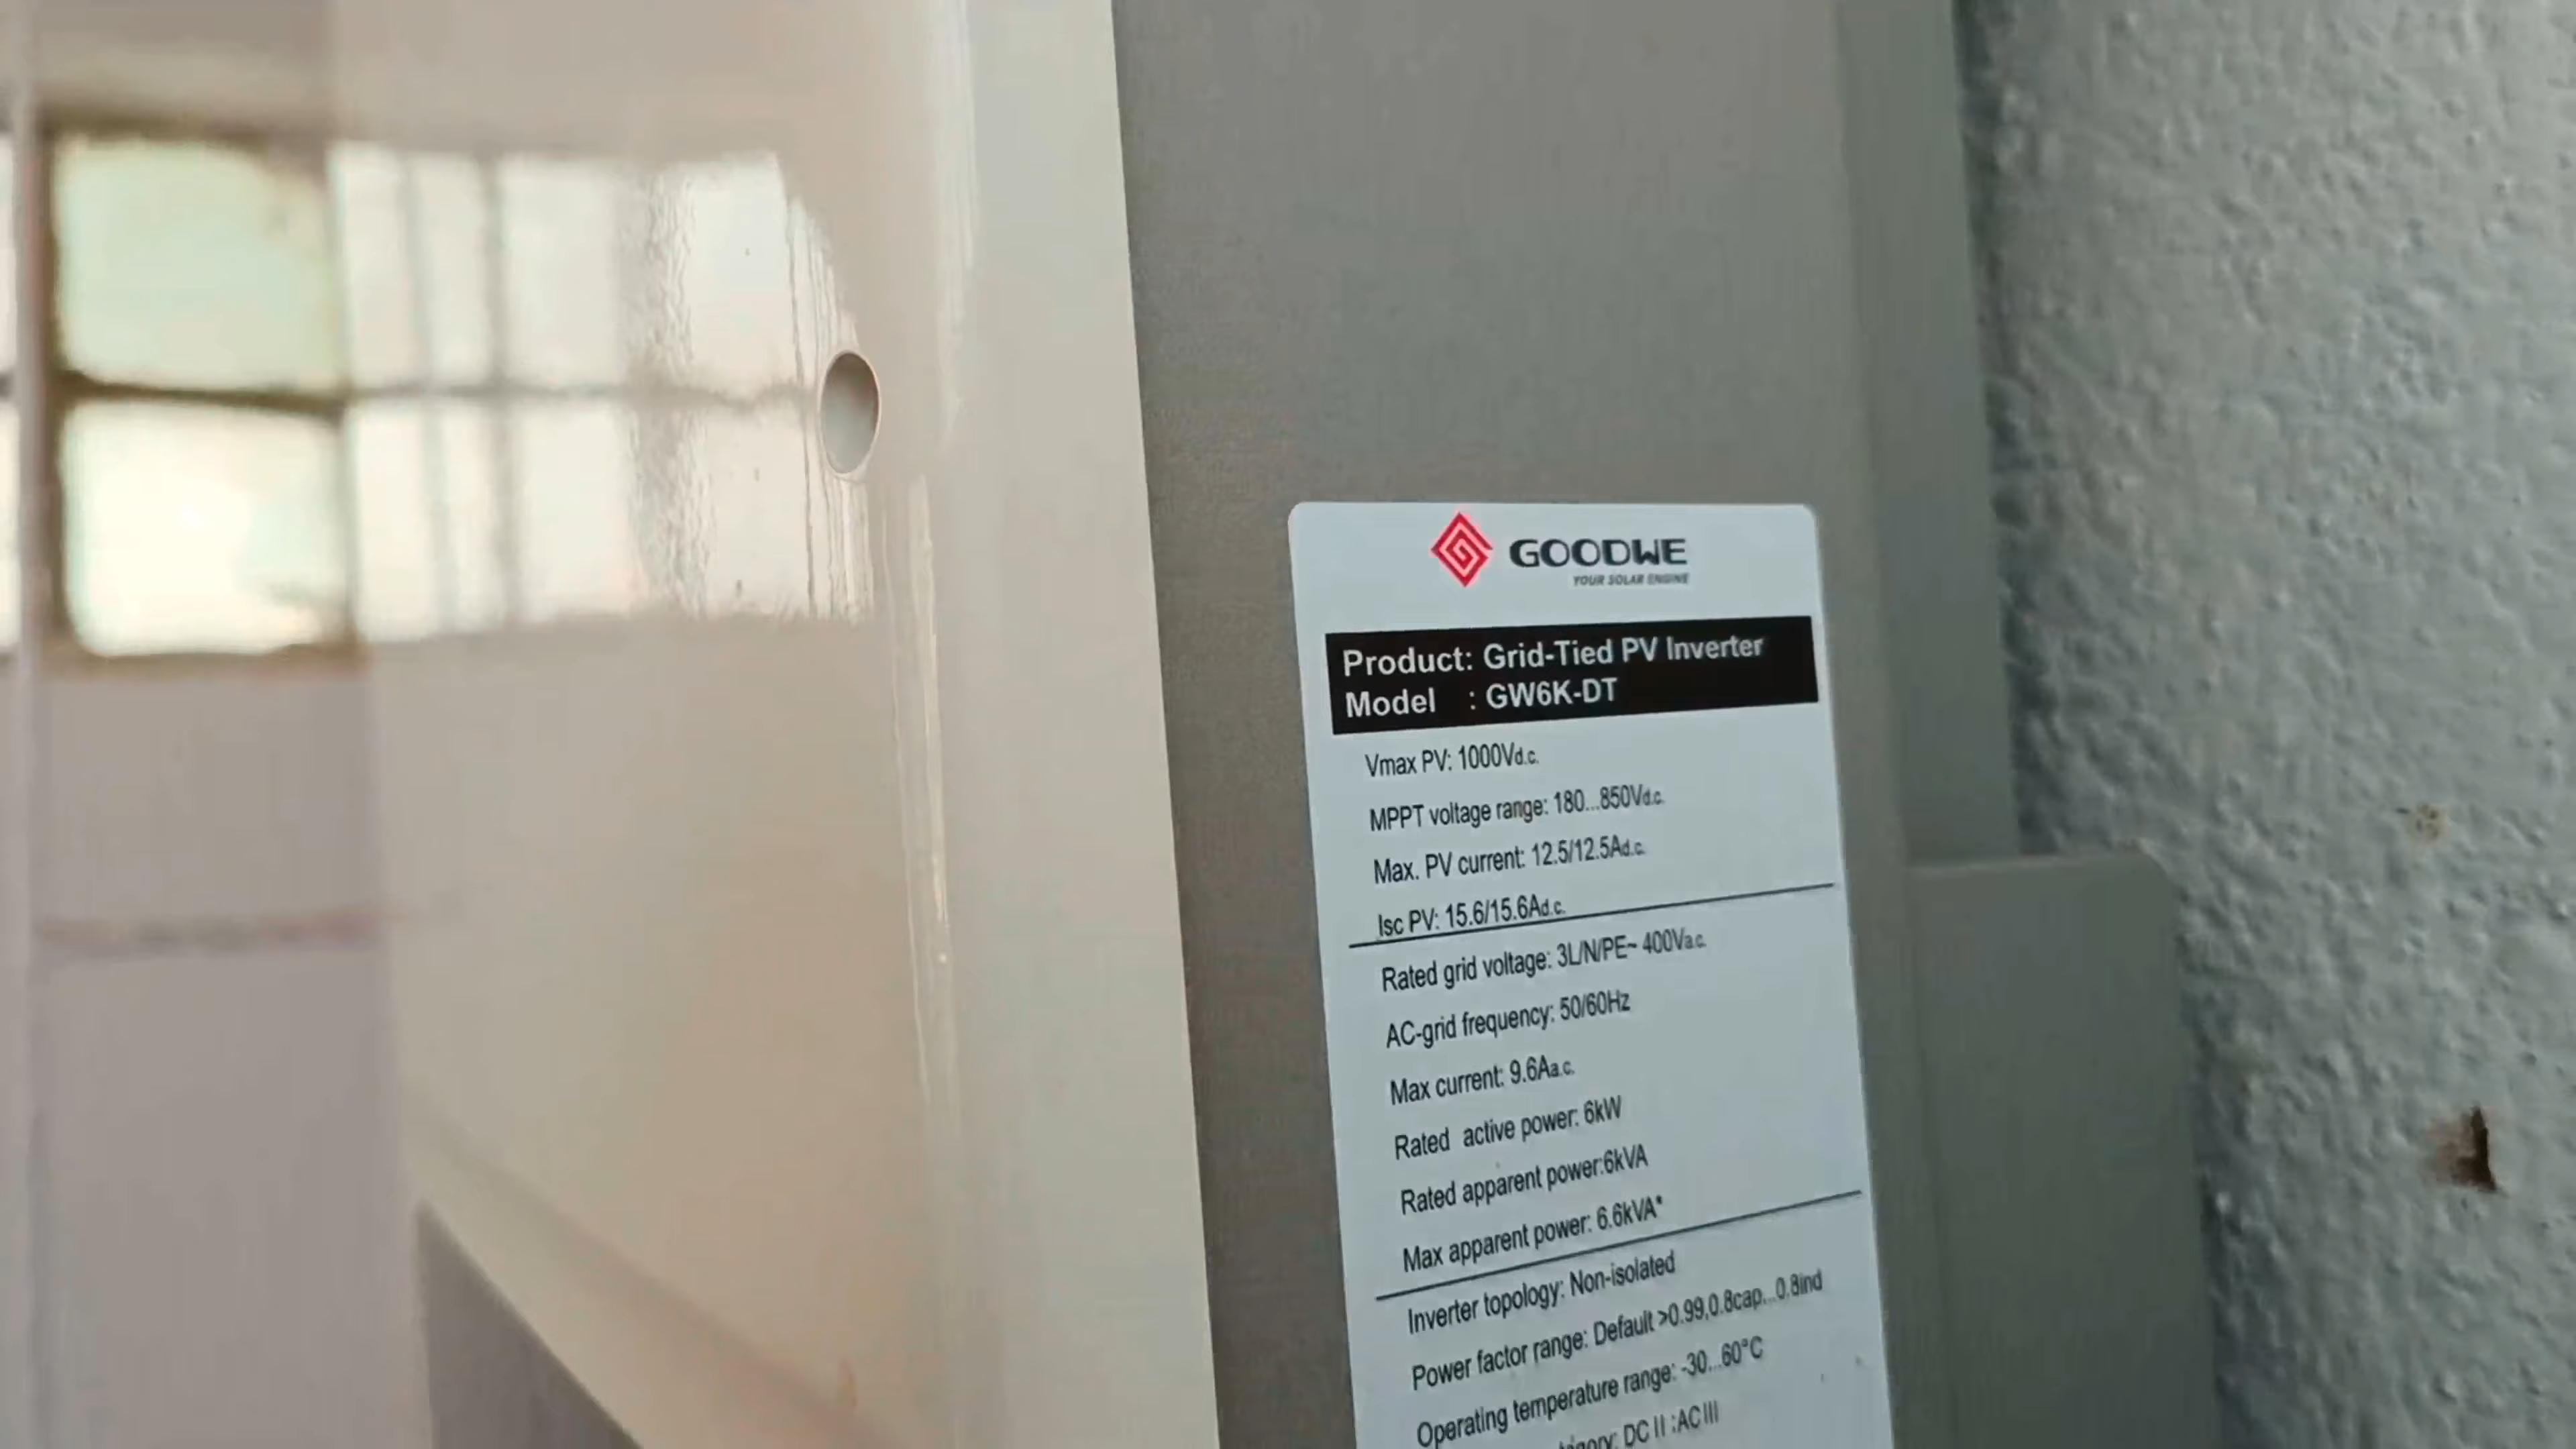 GOODWE
YOUR SOLAR ENGINE
Product: Grid-Tied PV Inverter
Model : GW6K-DT
Vmax PV: 1000Vd.c.
MPPT voltage range: 180...850Vd.c.
Max. PV current: 12.5/12.5Ad.c.
Isc PV: 15.6/15.6Ad.c.
Rated grid voltage: 3L/N/PE~ 400Va.c.
AC-grid frequency: 50/60Hz
Max current: 9.6Aa.c.
Rated active power: 6kW
Rated apparent power:6kVA
Max apparent power: 6.6kVA*
Inverter topology: Non-isolated
Power factor range: Default >0.99,0.8cap...0.8ind
Operating temperature range: -30...60°C
DC II :AC III